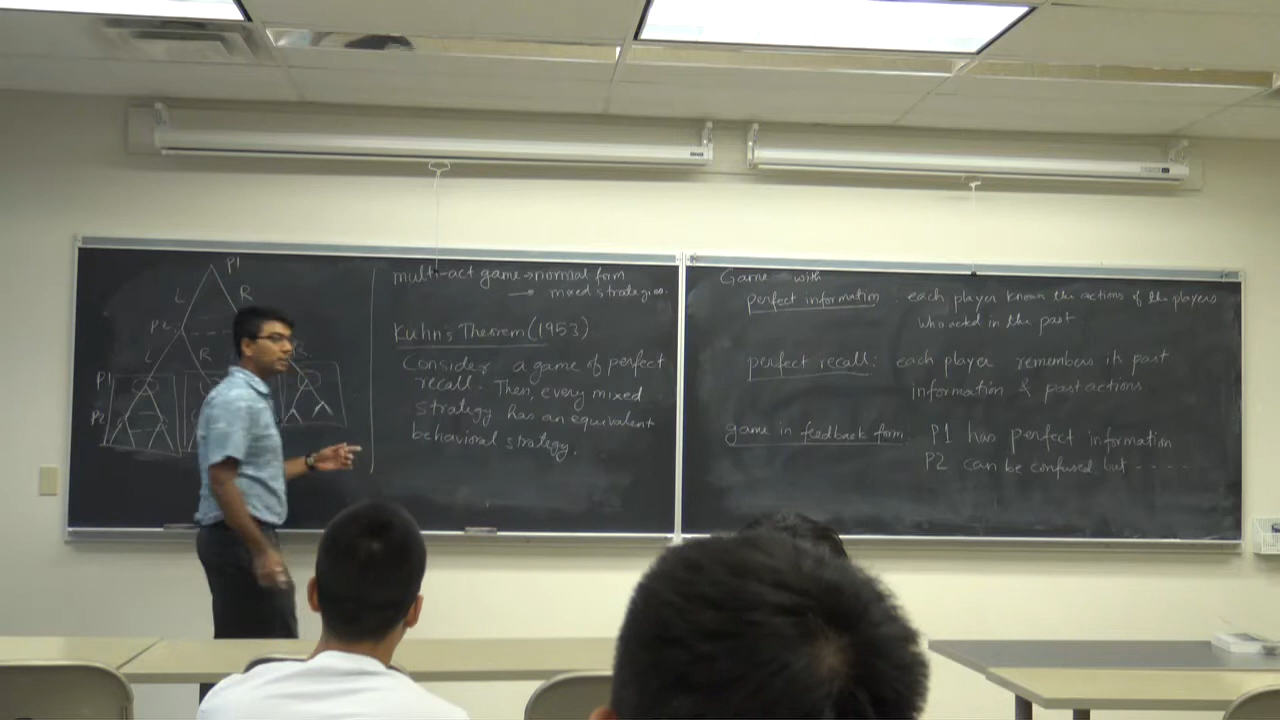 P1
L
R
P2
L
R
R
P1
P2
multi-act game → normal form
→ mixed strategies.
Kuhn's Theorem (1953)
Consider a game of perfect
recall. Then, every mixed
strategy has an equivalent
behavioral strategy.
Game with
perfect information : each player knows the actions of the players
who acted in the past
perfect recall : each player remembers its past
information & past actions
game in feedback form : P1 has perfect information
P2 can be confused but - - - - -